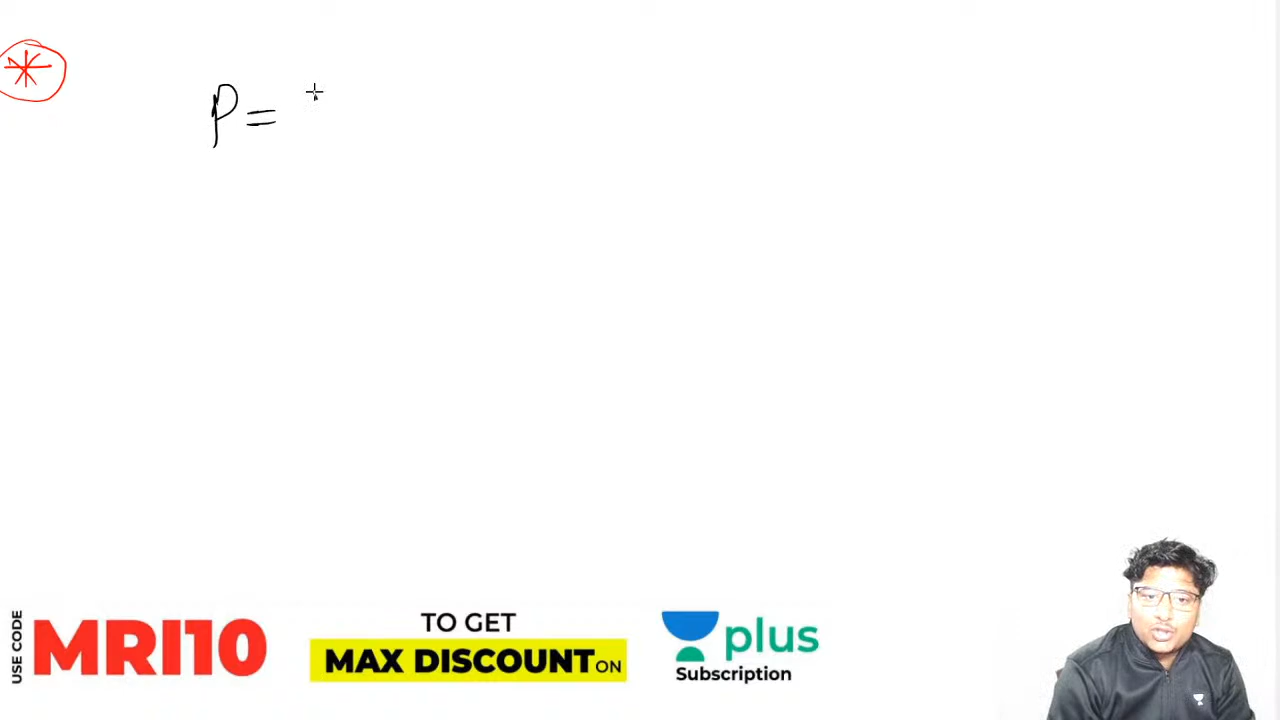 *
P =
USE CODE
MRI10
TO GET
MAX DISCOUNT ON
plus
Subscription